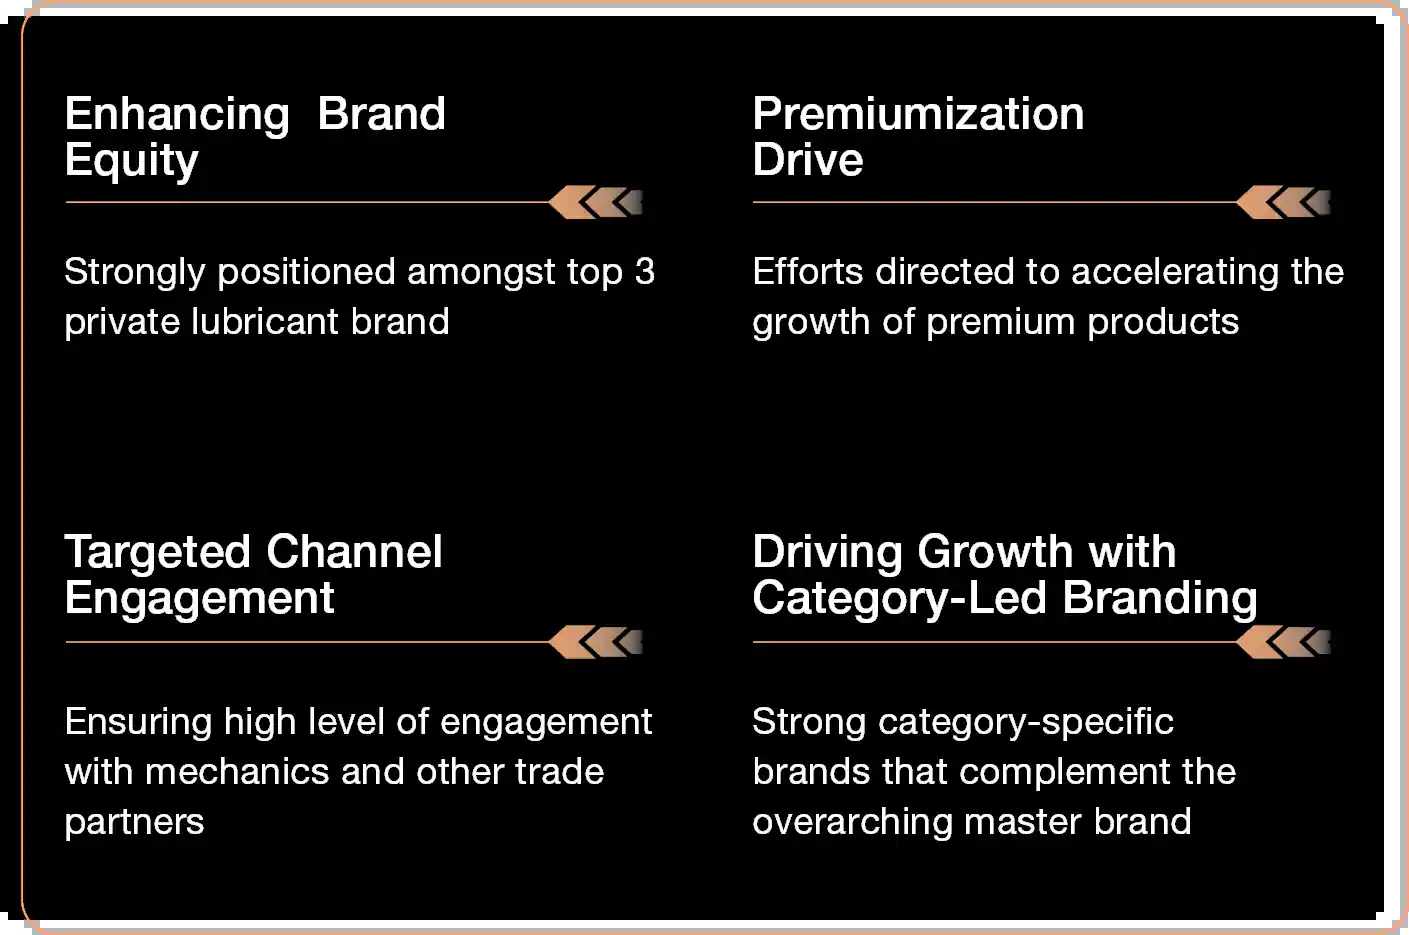 Enhancing  Brand
Equity
Strongly positioned amongst top 3
private lubricant brand
Premiumization
Drive
Efforts directed to accelerating the
growth of premium products
Targeted Channel
Engagement
Ensuring high level of engagement
with mechanics and other trade
partners
Driving Growth with
Category-Led Branding
Strong category-specific
brands that complement the
overarching master brand